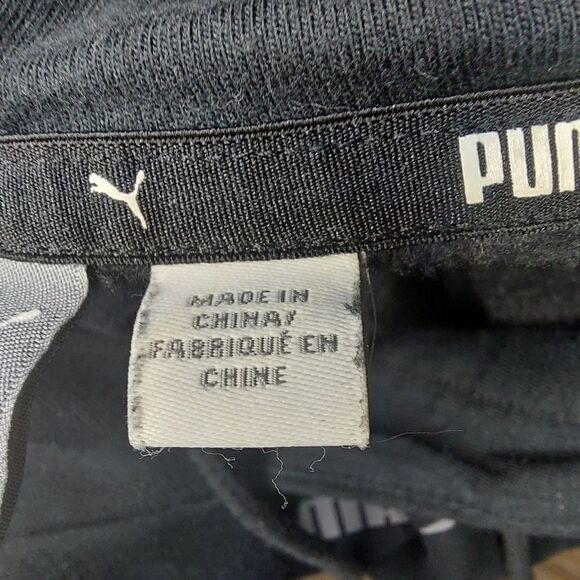 PUM
MADE IN
CHINA/
FABRIQUÉ EN
CHINE